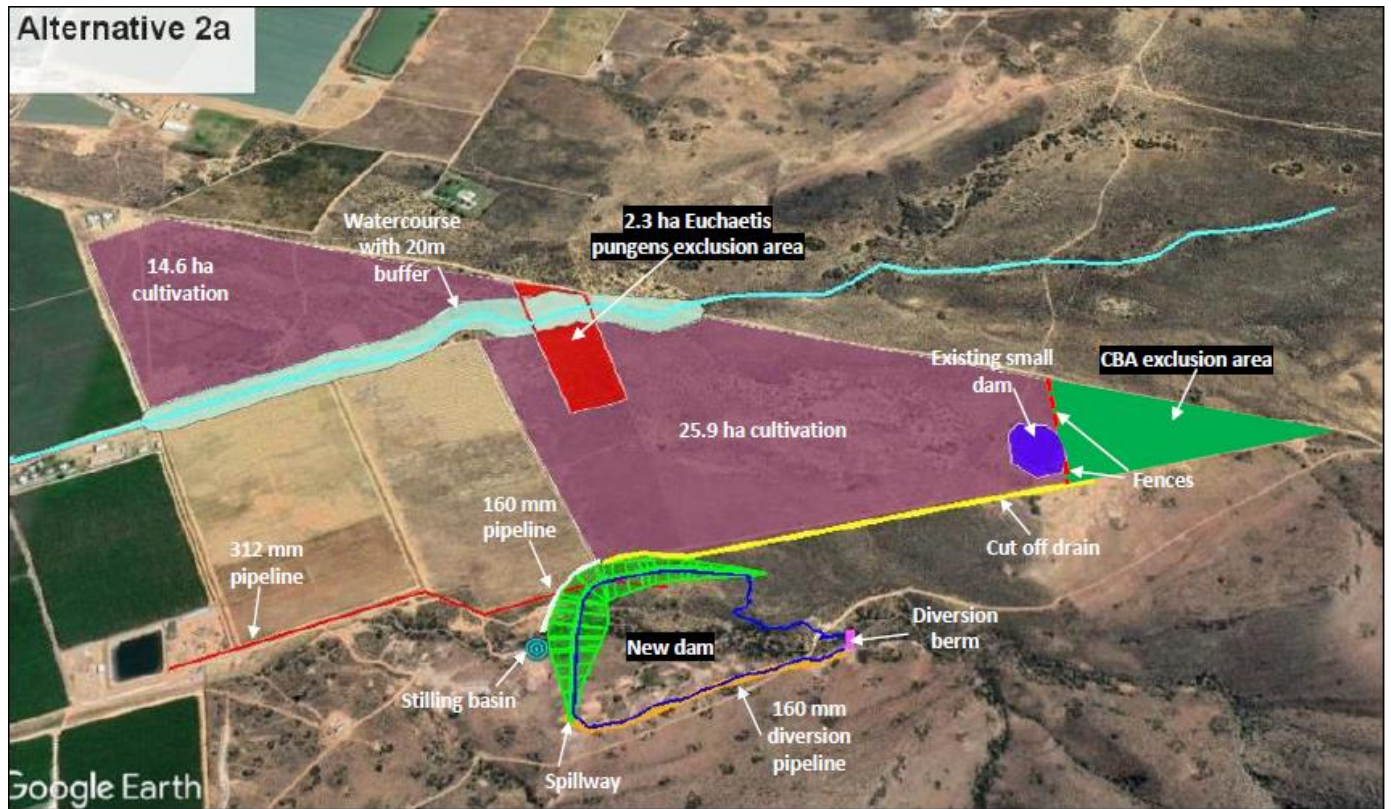 Alternative 2a
Watercourse
with 20m
buffer
2.3 ha Euchaetis
pungens exclusion area
14.6 ha
cultivation
Existing small
dam
CBA exclusion area
25.9 ha cultivation
Fences
160 mm
pipeline
Cut off drain
312 mm
pipeline
Diversion
berm
New dam
Stilling basin
160 mm
diversion
pipeline
Spillway
Google Earth